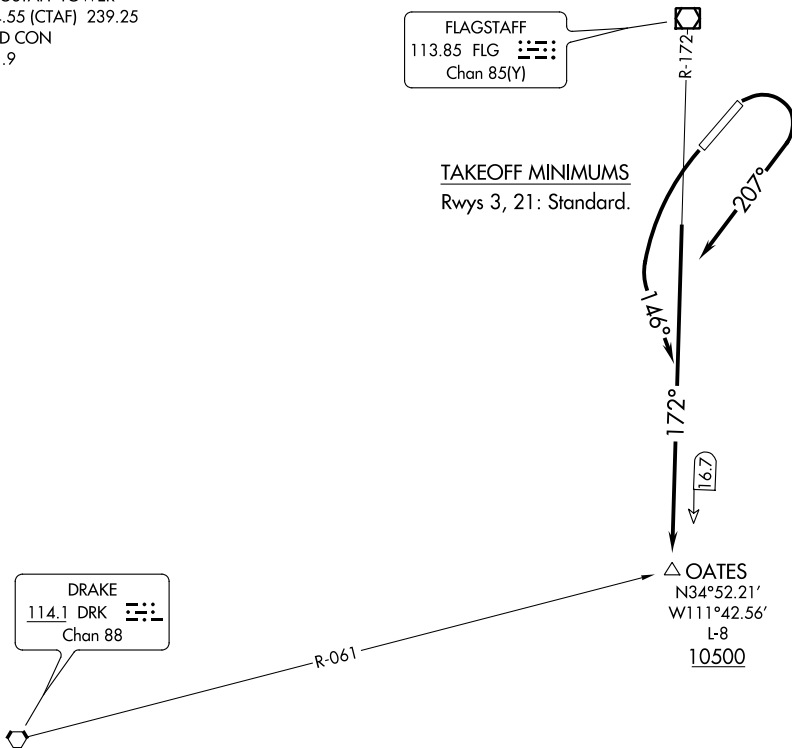 .55 (CTAF) 239.25
D CON
.9
FLAGSTAFF
113.85 FLG
Chan 85(Y)
R-172
TAKEOFF MINIMUMS
Rwys 3, 21: Standard.
207°
146°
172°
16.7
OATES
N34°52.21'
W111°42.56'
L-8
10500
DRAKE
114.1 DRK
Chan 88
R-061